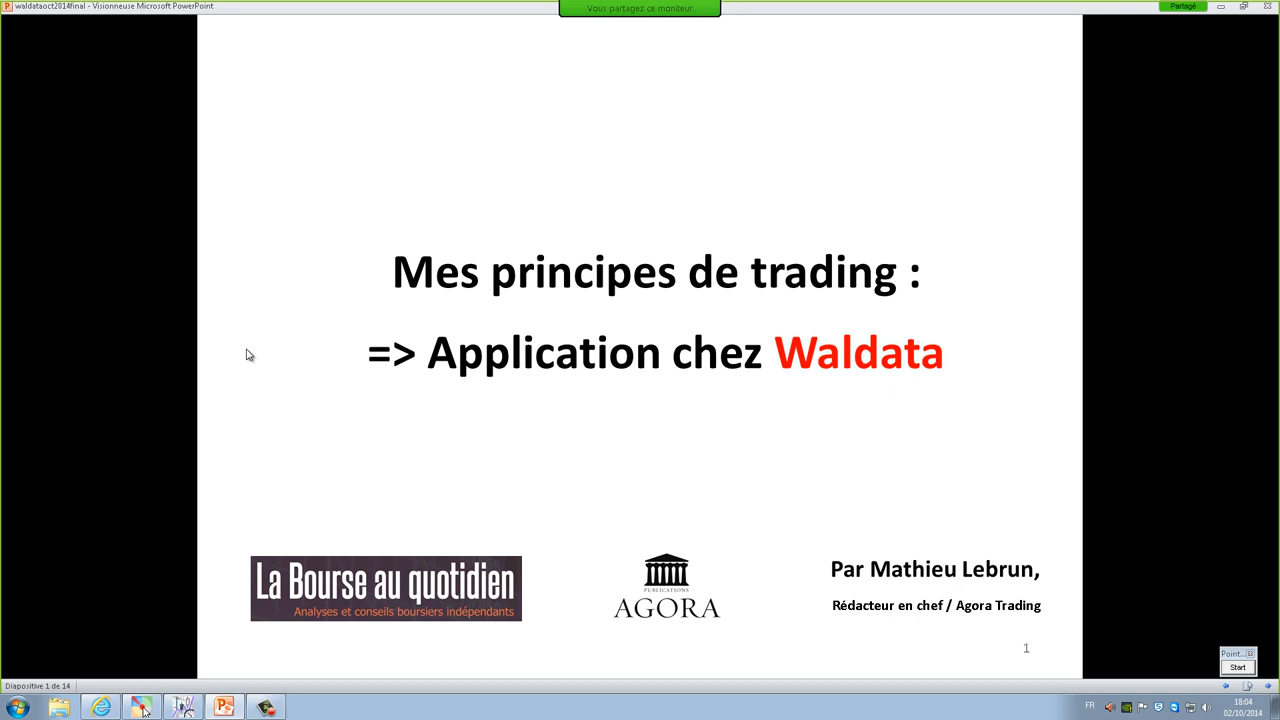 waldataoct2014final - Visionneuse Microsoft PowerPoint
Vous partagez ce moniteur.
Partagé
Mes principes de trading :
=> Application chez Waldata
La Bourse au quotidien
Analyses et conseils boursiers indépendants
PUBLICATIONS
AGORA
Par Mathieu Lebrun,
Rédacteur en chef / Agora Trading
1
Point...
Start
Diapositive 1 de 14
FR
18:04
02/10/2014